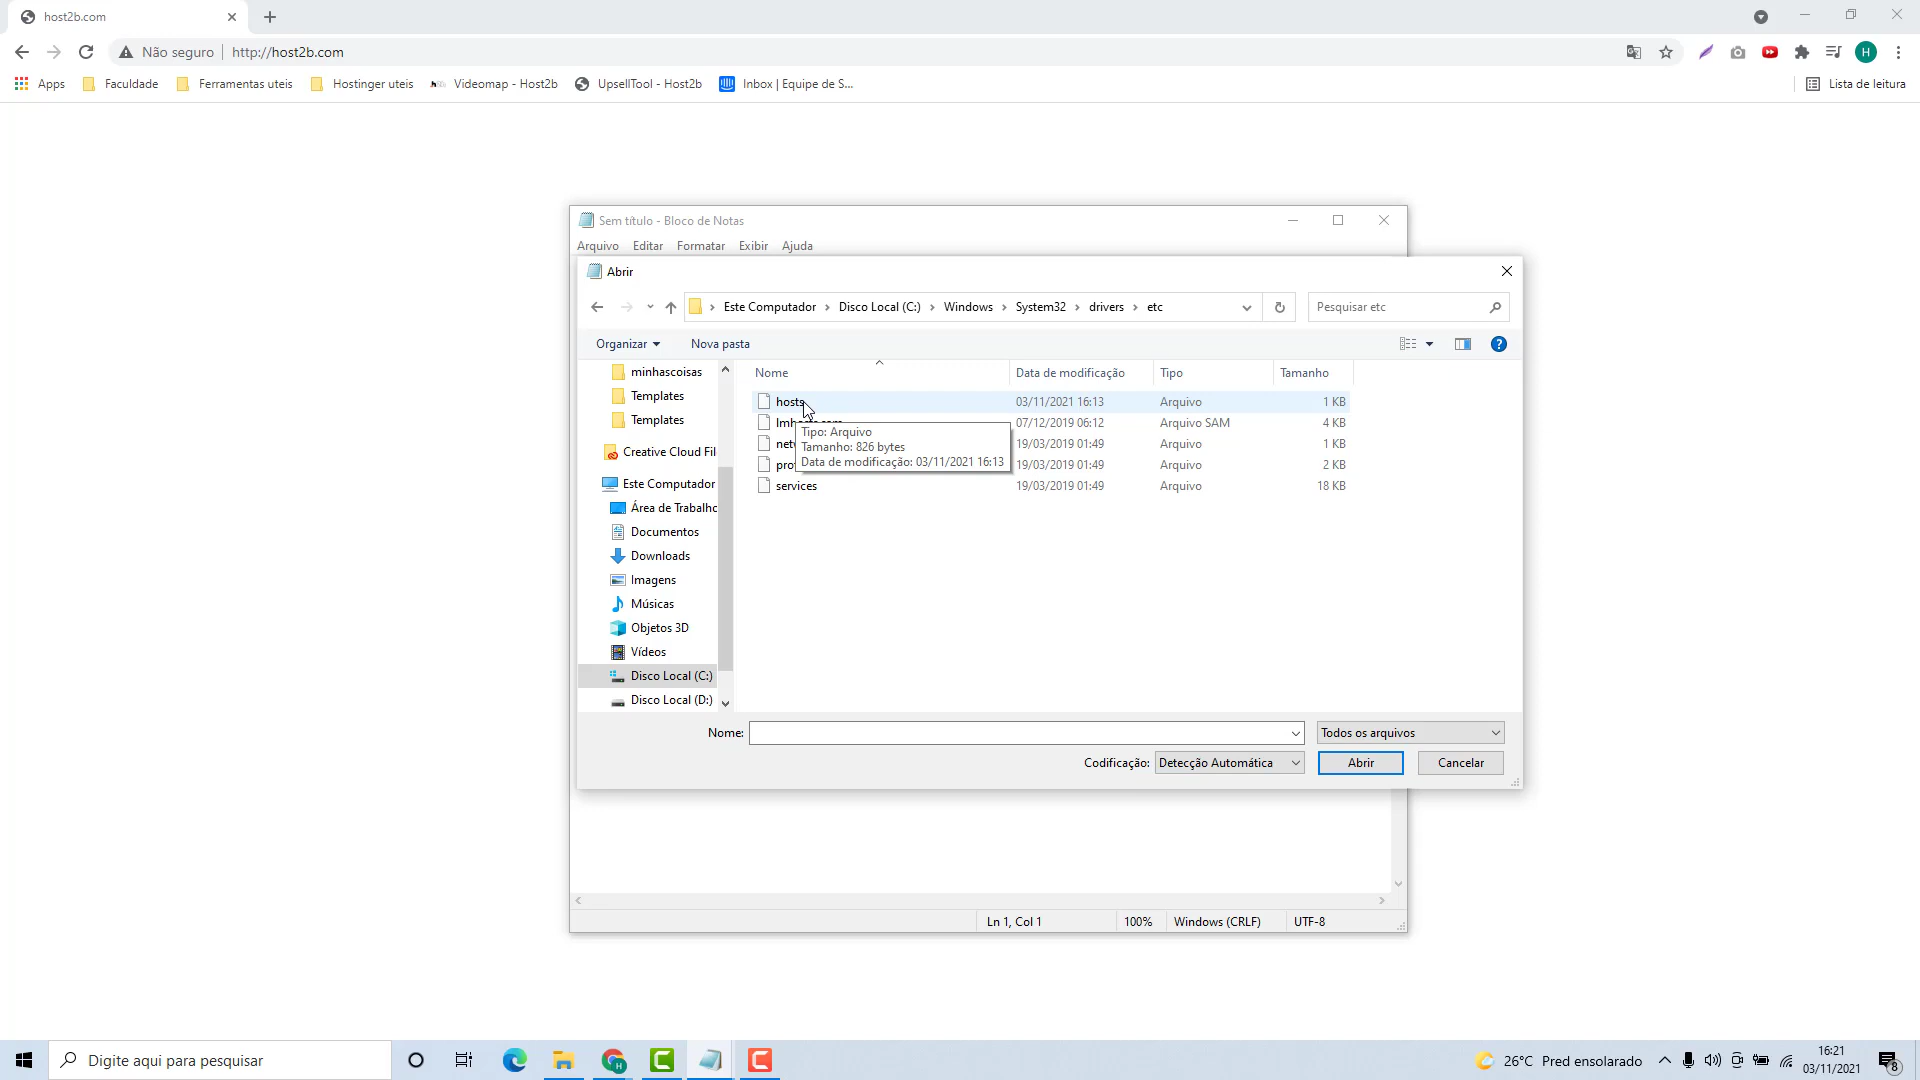 host2b.com
Não seguro | http://host2b.com
Apps Faculdade Ferramentas uteis Hostinger uteis Videomap - Host2b UpsellTool - Host2b Inbox | Equipe de S... Lista de leitura
H
Sem título - Bloco de Notas
Arquivo Editar Formatar Exibir Ajuda
Abrir
Este Computador > Disco Local (C:) > Windows > System32 > drivers > etc
Pesquisar etc
Organizar Nova pasta
Nome Data de modificação Tipo Tamanho
hosts 03/11/2021 16:13 Arquivo 1 KB
07/12/2019 06:12 Arquivo SAM 4 KB
net 19/03/2019 01:49 Arquivo 1 KB
19/03/2019 01:49 Arquivo 2 KB
services 19/03/2019 01:49 Arquivo 18 KB
Tipo: Arquivo
Tamanho: 826 bytes
Data de modificação: 03/11/2021 16:13
minhascoisas
Templates
Templates
Creative Cloud Fil
Este Computador
Área de Trabalho
Documentos
Downloads
Imagens
Músicas
Objetos 3D
Vídeos
Disco Local (C:)
Disco Local (D:)
Nome: Todos os arquivos
Codificação: Detecção Automática Abrir Cancelar
Ln 1, Col 1 100% Windows (CRLF) UTF-8
Digite aqui para pesquisar
26°C Pred ensolarado
16:21
03/11/2021
8